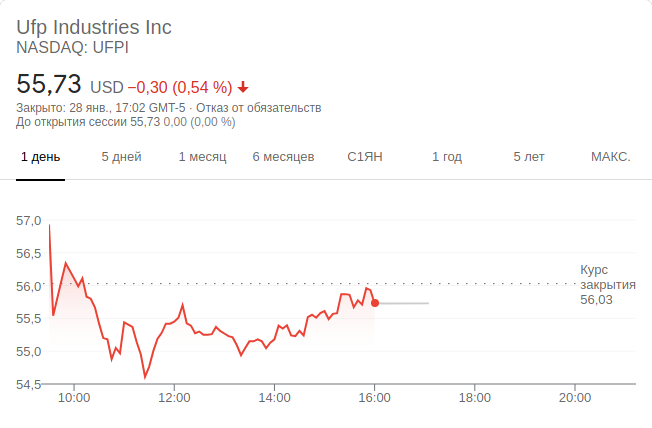 Ufp Industries Inc
NASDAQ: UFPI
55,73 USD −0,30 (0,54 %)
Закрыто: 28 янв., 17:02 GMT-5 · Отказ от обязательств
До открытия сессии 55,73 0,00 (0,00 %)
1 день 5 дней 1 месяц 6 месяцев С1ЯН 1 год 5 лет МАКС.
57,0
56,5
56,0
55,5
55,0
54,5
Курс
закрытия
56,03
10:00 12:00 14:00 16:00 18:00 20:00